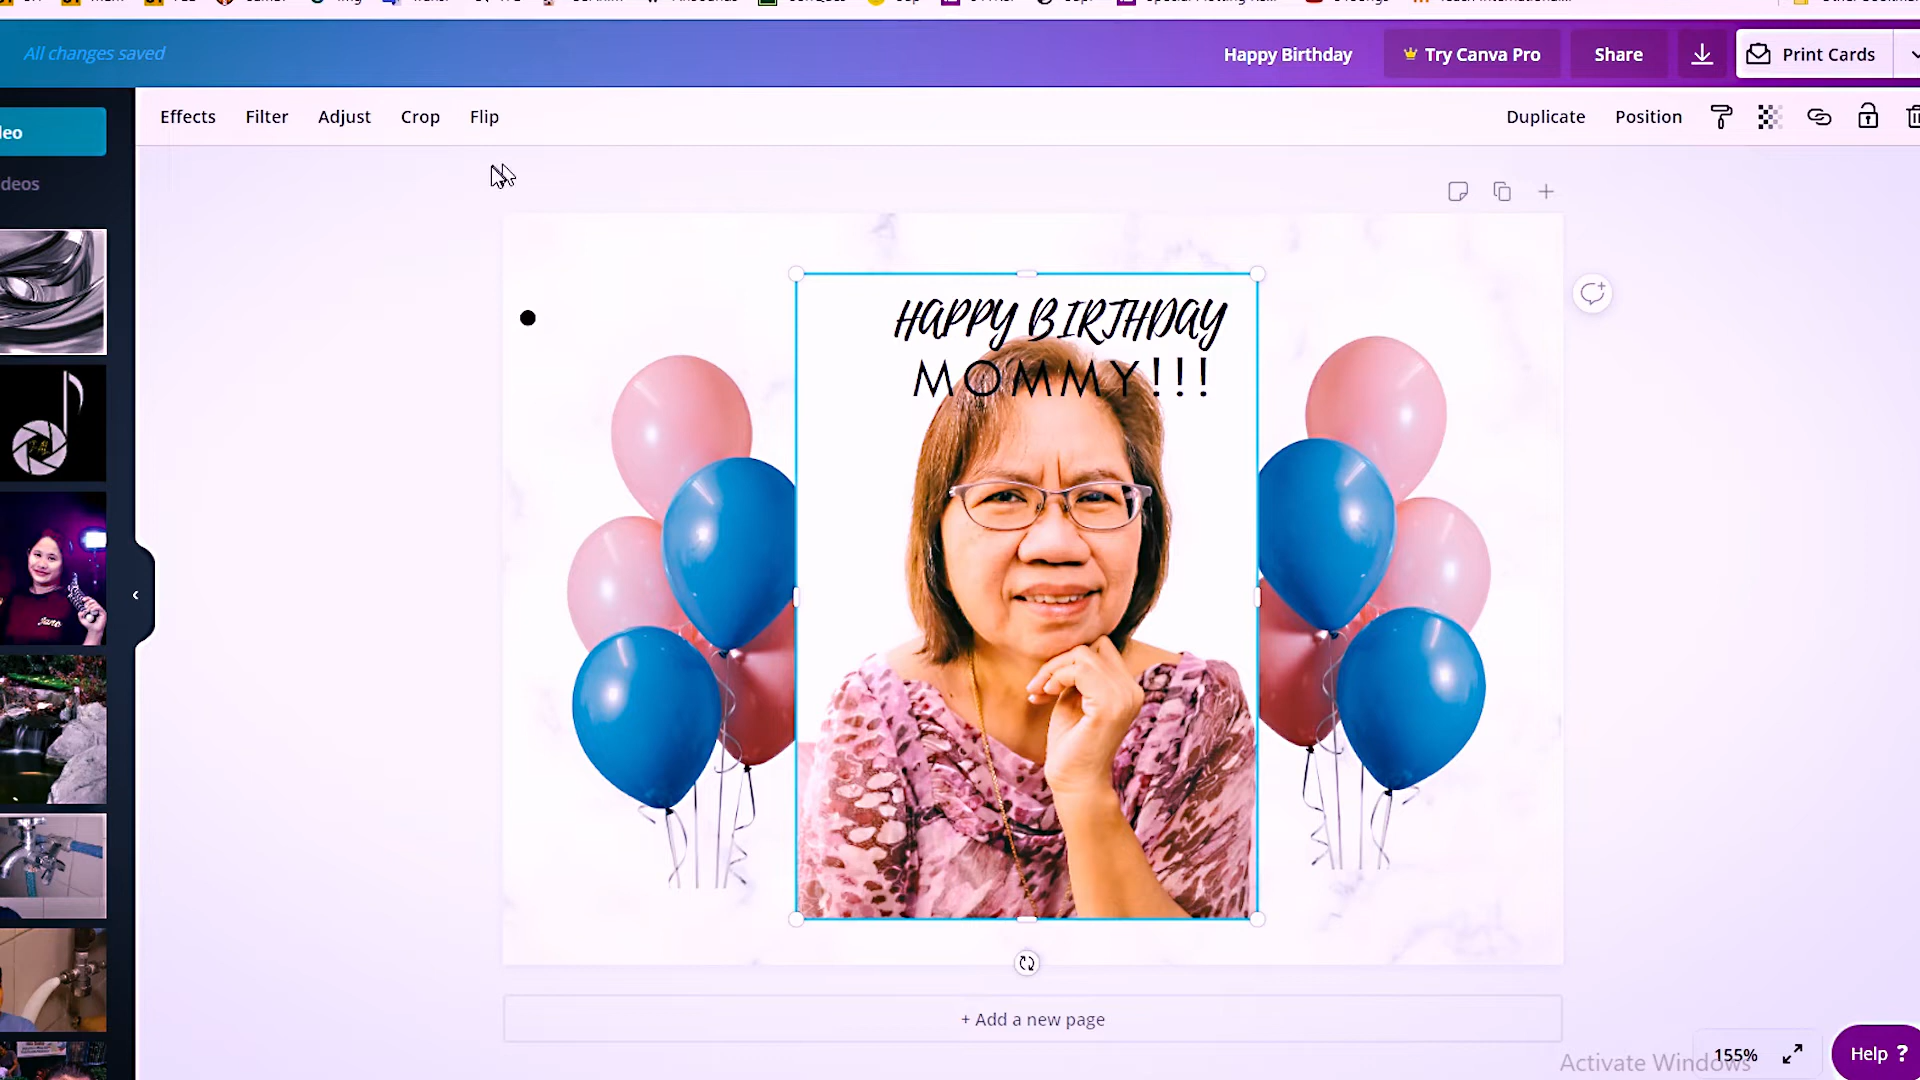 All changes saved
Happy Birthday
Try Canva Pro
Share
Print Cards
Effects
Filter
Adjust
Crop
Flip
Duplicate
Position
HAPPY BIRTHDAY
MOMMY!!!
Jane
+ Add a new page
155%
Activate Windows
Help ?